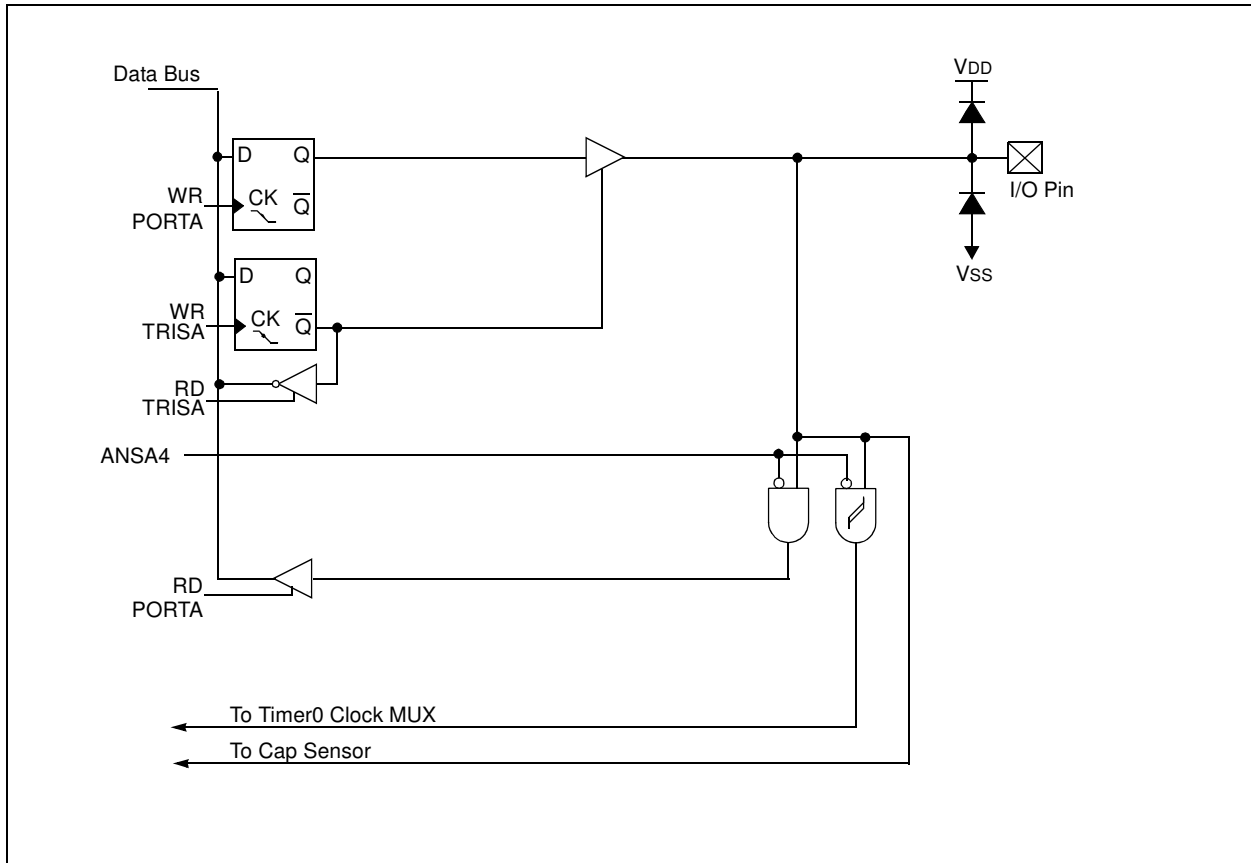 Data Bus
VDD
D Q
WR
PORTA
CK Q
I/O Pin
VSS
D Q
WR
TRISA
CK Q
RD
TRISA
ANSA4
RD
PORTA
To Timer0 Clock MUX
To Cap Sensor